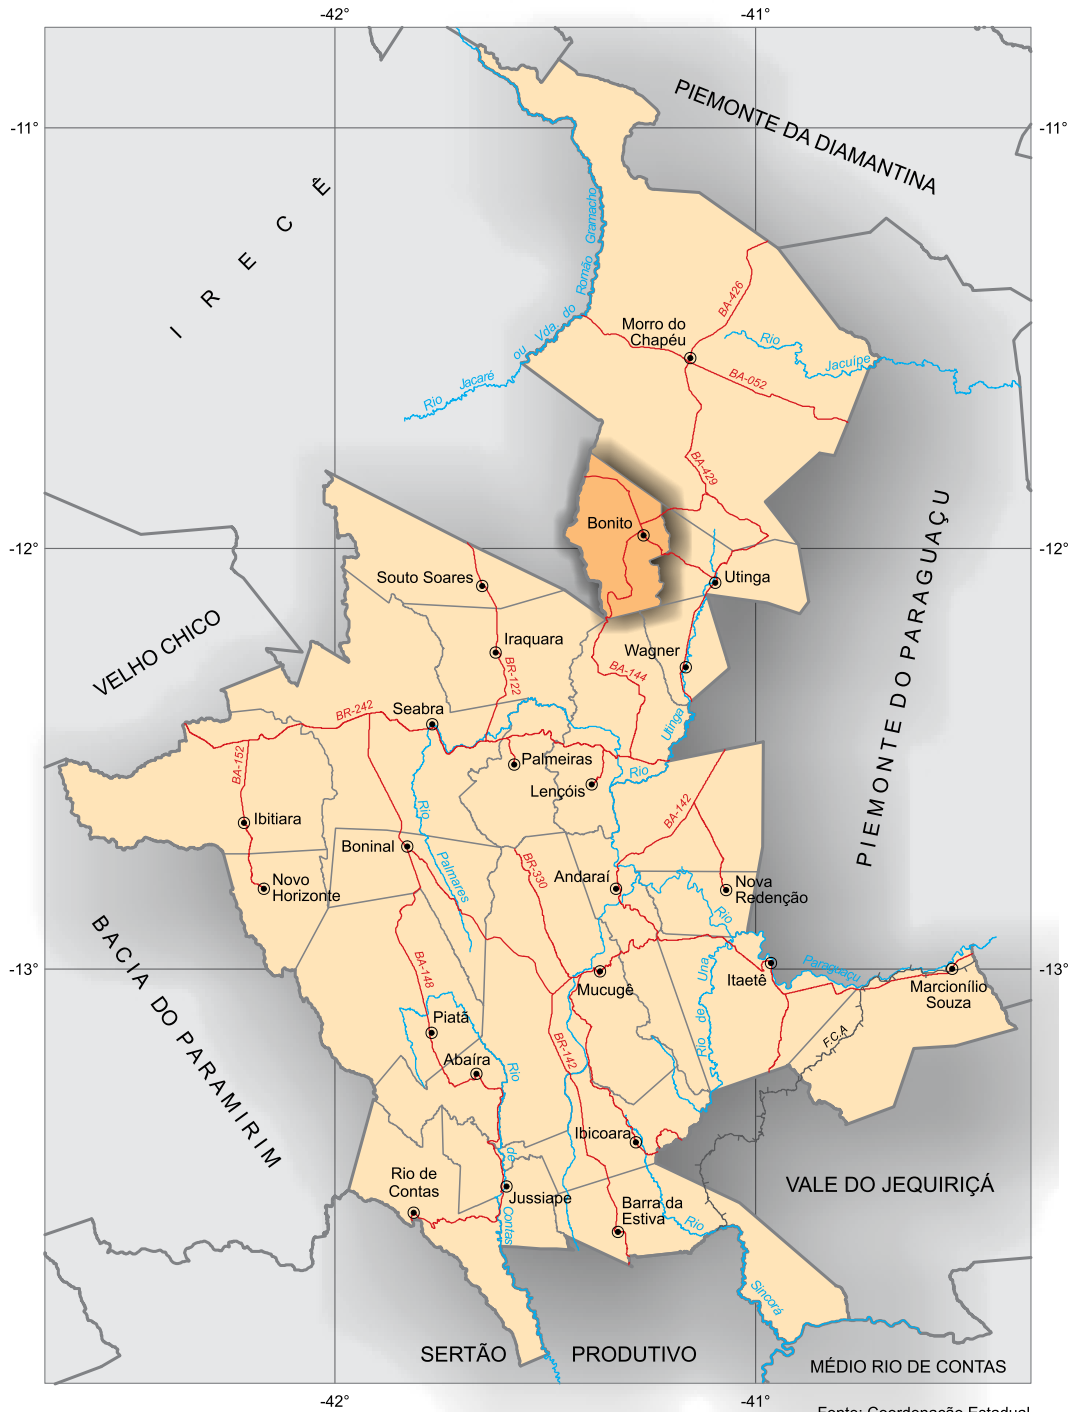 -42°
-41°
-11°
-11°
PIEMONTE DA DIAMANTINA
I R E C Ê
Rio Jacaré ou Vda. do Romão Gramacho
BA-426
Morro do
Chapéu
Rio Jacuípe
BA-052
BA-429
Bonito
-12°
-12°
Souto Soares
Utinga
Iraquara
Wagner
VELHO CHICO
BR-122
BA-144
PIEMONTE DO PARAGUAÇU
Seabra
BR-242
Rio Utinga
BA-152
Palmeiras
Lençóis
Ibitiara
Rio Palmares
BA-142
Boninal
BR-330
Andaraí
Novo
Horizonte
Nova
Redenção
Rio Paraguaçu
BACIA DO PARAMIRIM
-13°
-13°
BA-148
Mucugê
Itaetê
Marcionílio
Souza
Rio de Una
F.C.A
Piatã
Abaíra
BR-142
Rio de Contas
Ibicoara
Rio de
Contas
Jussiape
Barra da
Estiva
Rio Sincorá
VALE DO JEQUIRIÇÁ
SERTÃO PRODUTIVO
MÉDIO RIO DE CONTAS
-42°
-41°